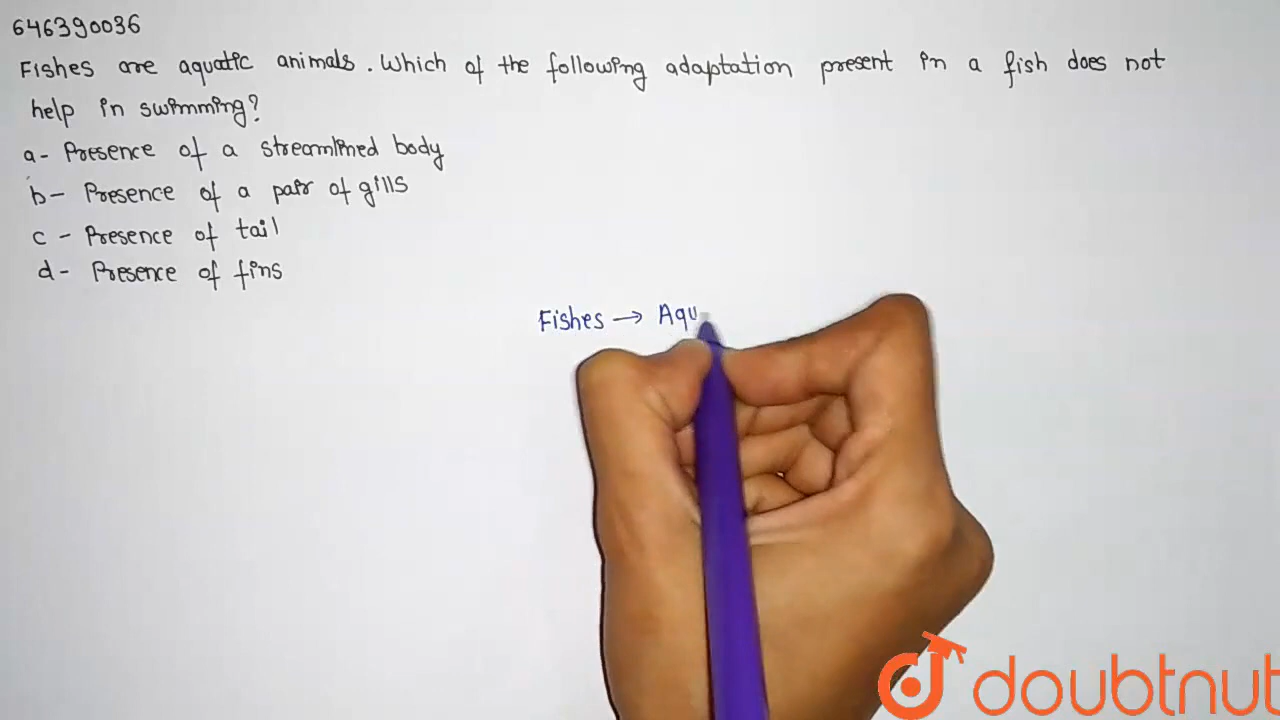 646390036
Fishes are aquatic animals. Which of the following adaptation present in a fish does not
help in swimming?
a- Presence of a streamlined body
b- Presence of a pair of gills
c - Presence of tail
d- Presence of fins
Fishes → Aqu
doubtnut